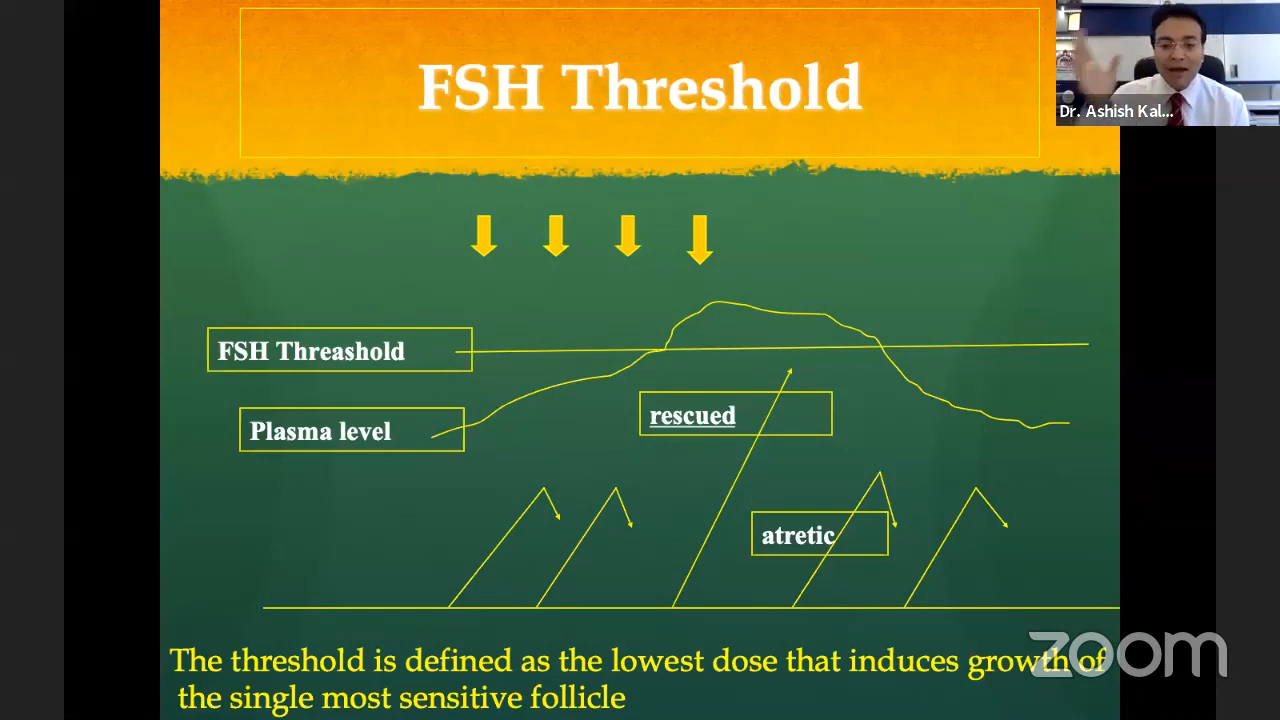 FSH Threshold
Dr. Ashish Kal...
FSH Threashold
Plasma level
rescued
atretic
The threshold is defined as the lowest dose that induces growth of
the single most sensitive follicle
zoom